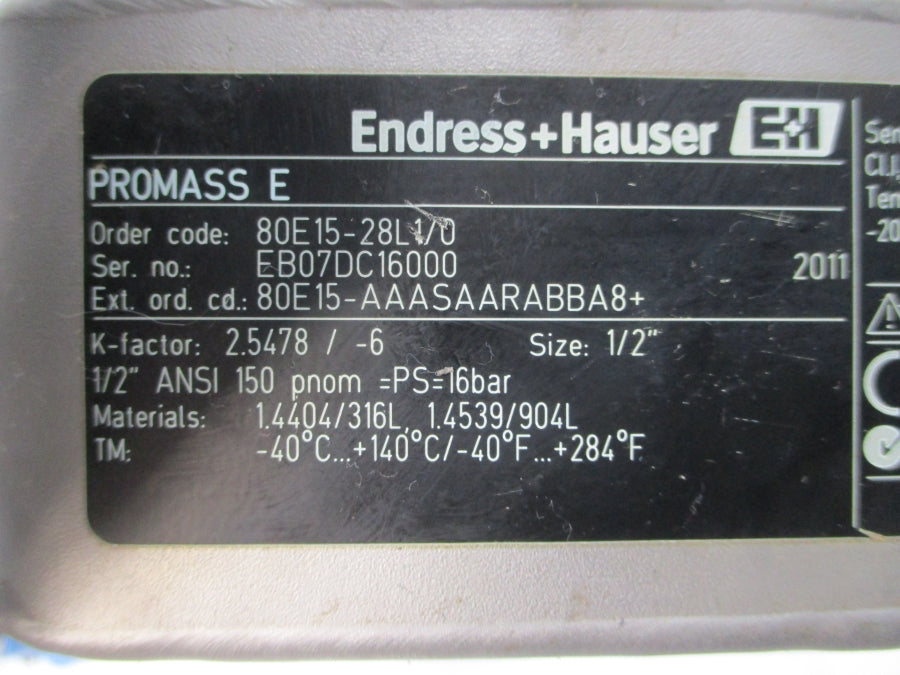 Endress+Hauser E+H
PROMASS E
Order code: 80E15-28L1/0
Ser. no.: EB07DC16000 2011
Ext. ord. cd.: 80E15-AAASAARABBA8+
K-factor: 2.5478 / -6 Size: 1/2"
1/2" ANSI 150 pnom =PS=16bar
Materials: 1.4404/316L, 1.4539/904L
TM: -40°C...+140°C/-40°F...+284°F
-20